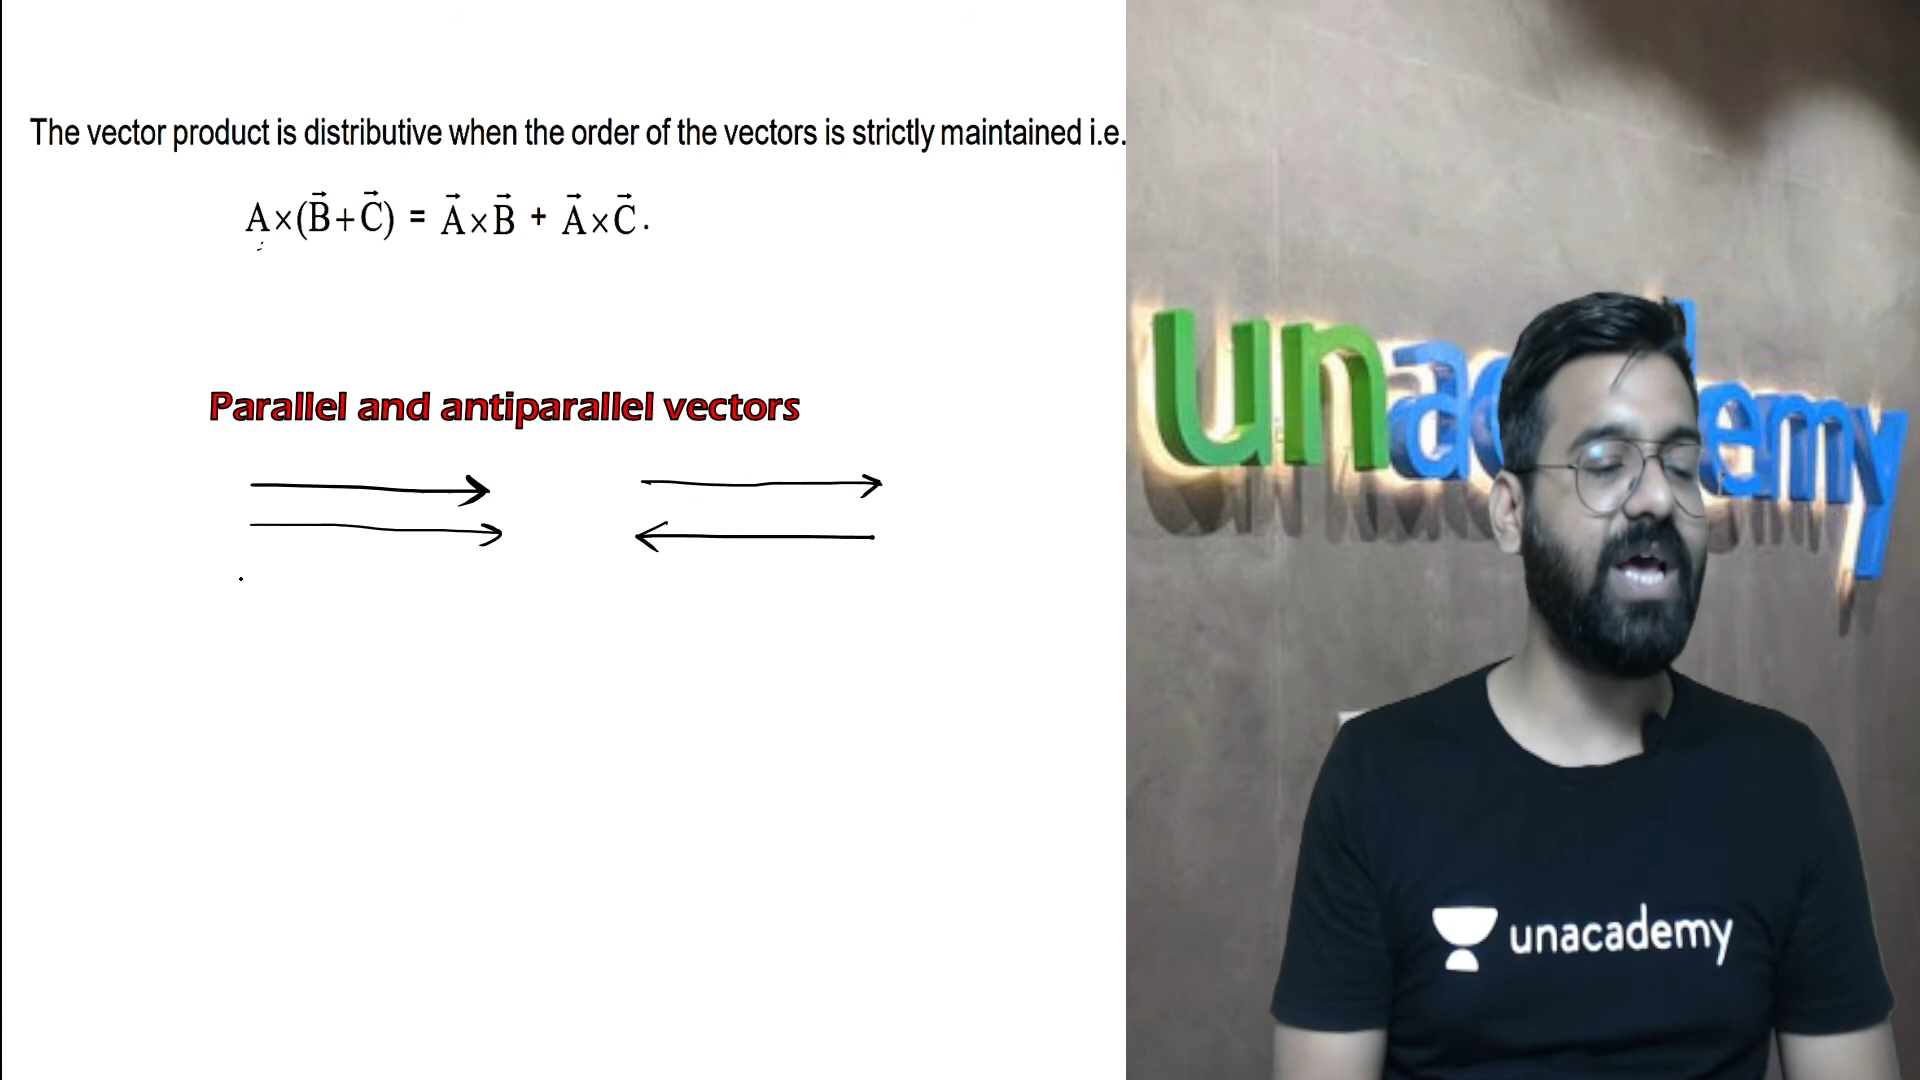 The vector product is distributive when the order of the vectors is strictly maintained i.e.
A×(B⃗+C⃗) = A⃗×B⃗ + A⃗×C⃗.
Parallel and antiparallel vectors
unacademy
unacademy